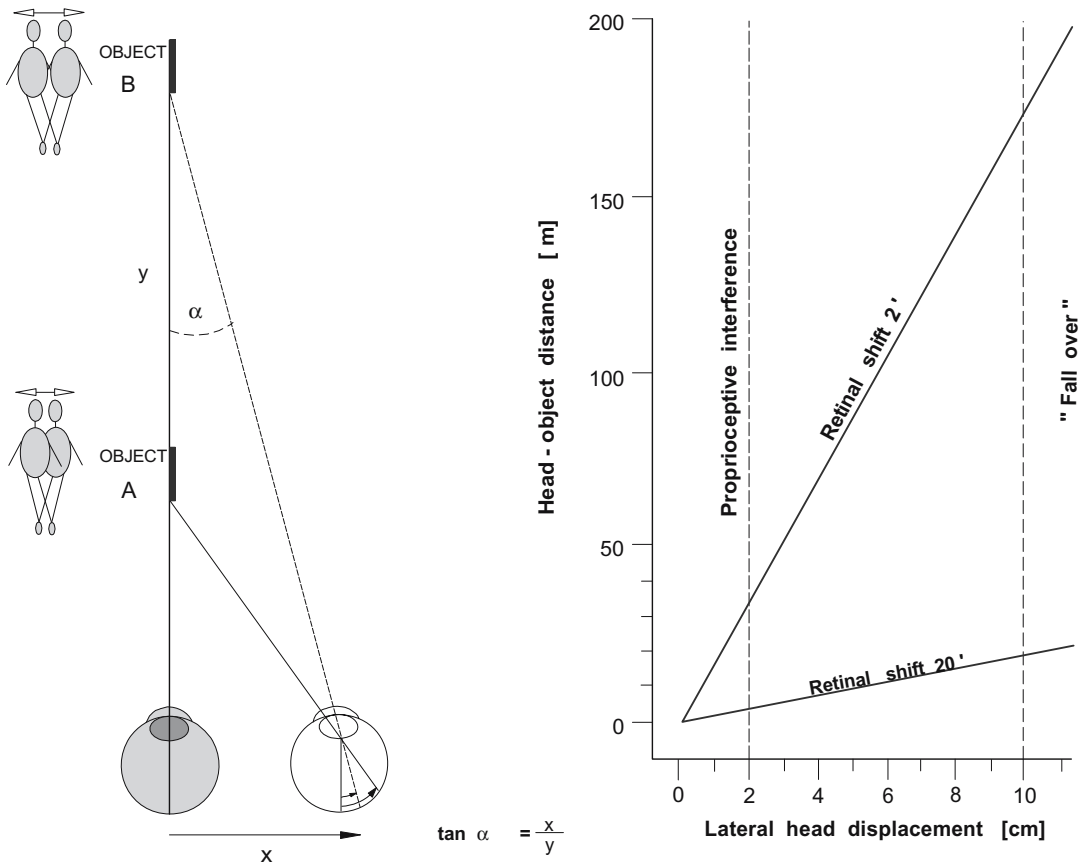 OBJECT
B
y
α
OBJECT
A
x
tan α = x
y
Head - object distance [ m]
200
150
100
50
0
Proprioceptive interference
Retinal shift 2 '
Retinal shift 20 '
" Fall over "
0 2 4 6 8 10
Lateral head displacement [cm]